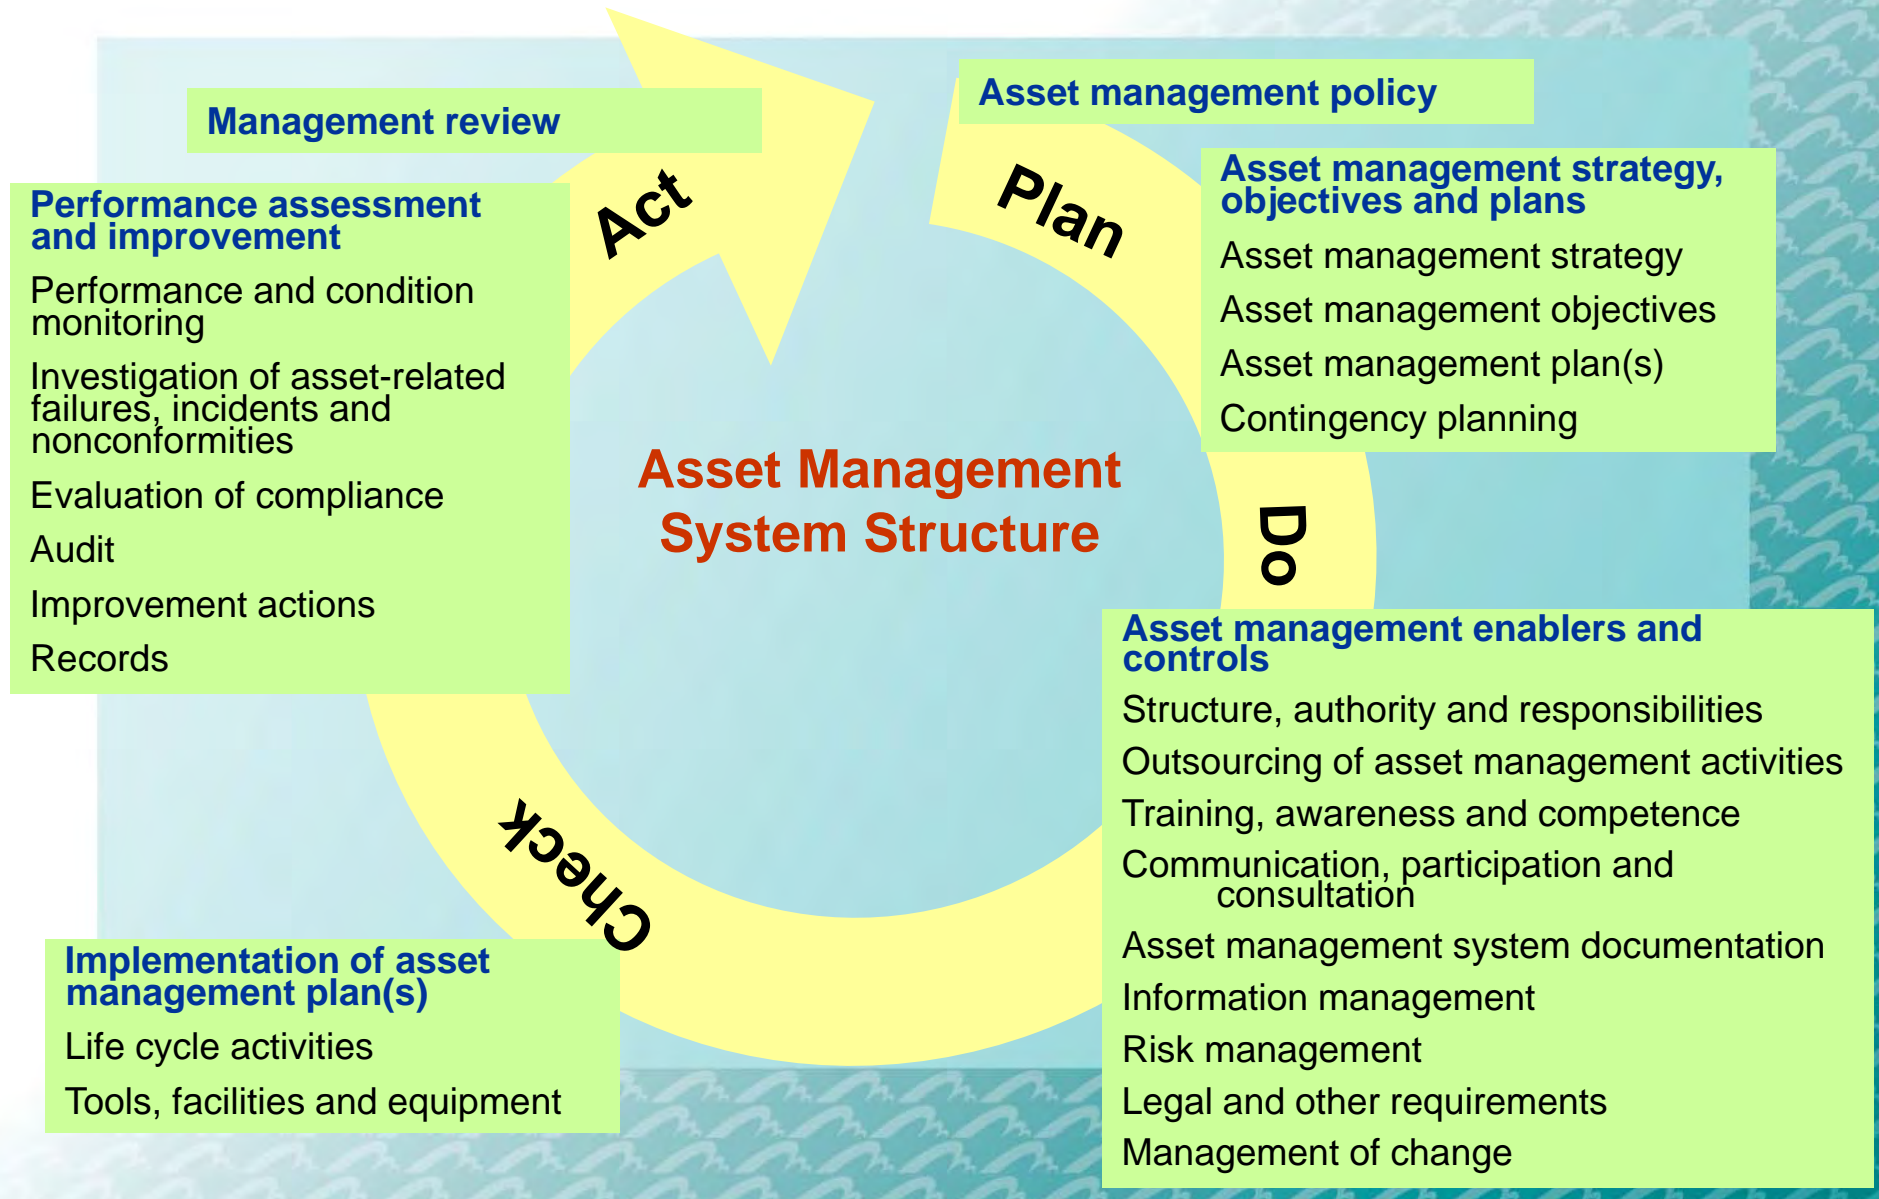 Asset management policy
Plan
Asset management strategy,
objectives and plans
Asset management strategy
Asset management objectives
Asset management plan(s)
Contingency planning
Do
Asset management enablers and
controls
Structure, authority and responsibilities
Outsourcing of asset management activities
Training, awareness and competence
Communication, participation and
consultation
Asset management system documentation
Information management
Risk management
Legal and other requirements
Management of change
Check
Implementation of asset
management plan(s)
Life cycle activities
Tools, facilities and equipment
Performance assessment
and improvement
Performance and condition
monitoring
Investigation of asset-related
failures, incidents and
nonconformities
Evaluation of compliance
Audit
Improvement actions
Records
Act
Management review
Asset Management
System Structure